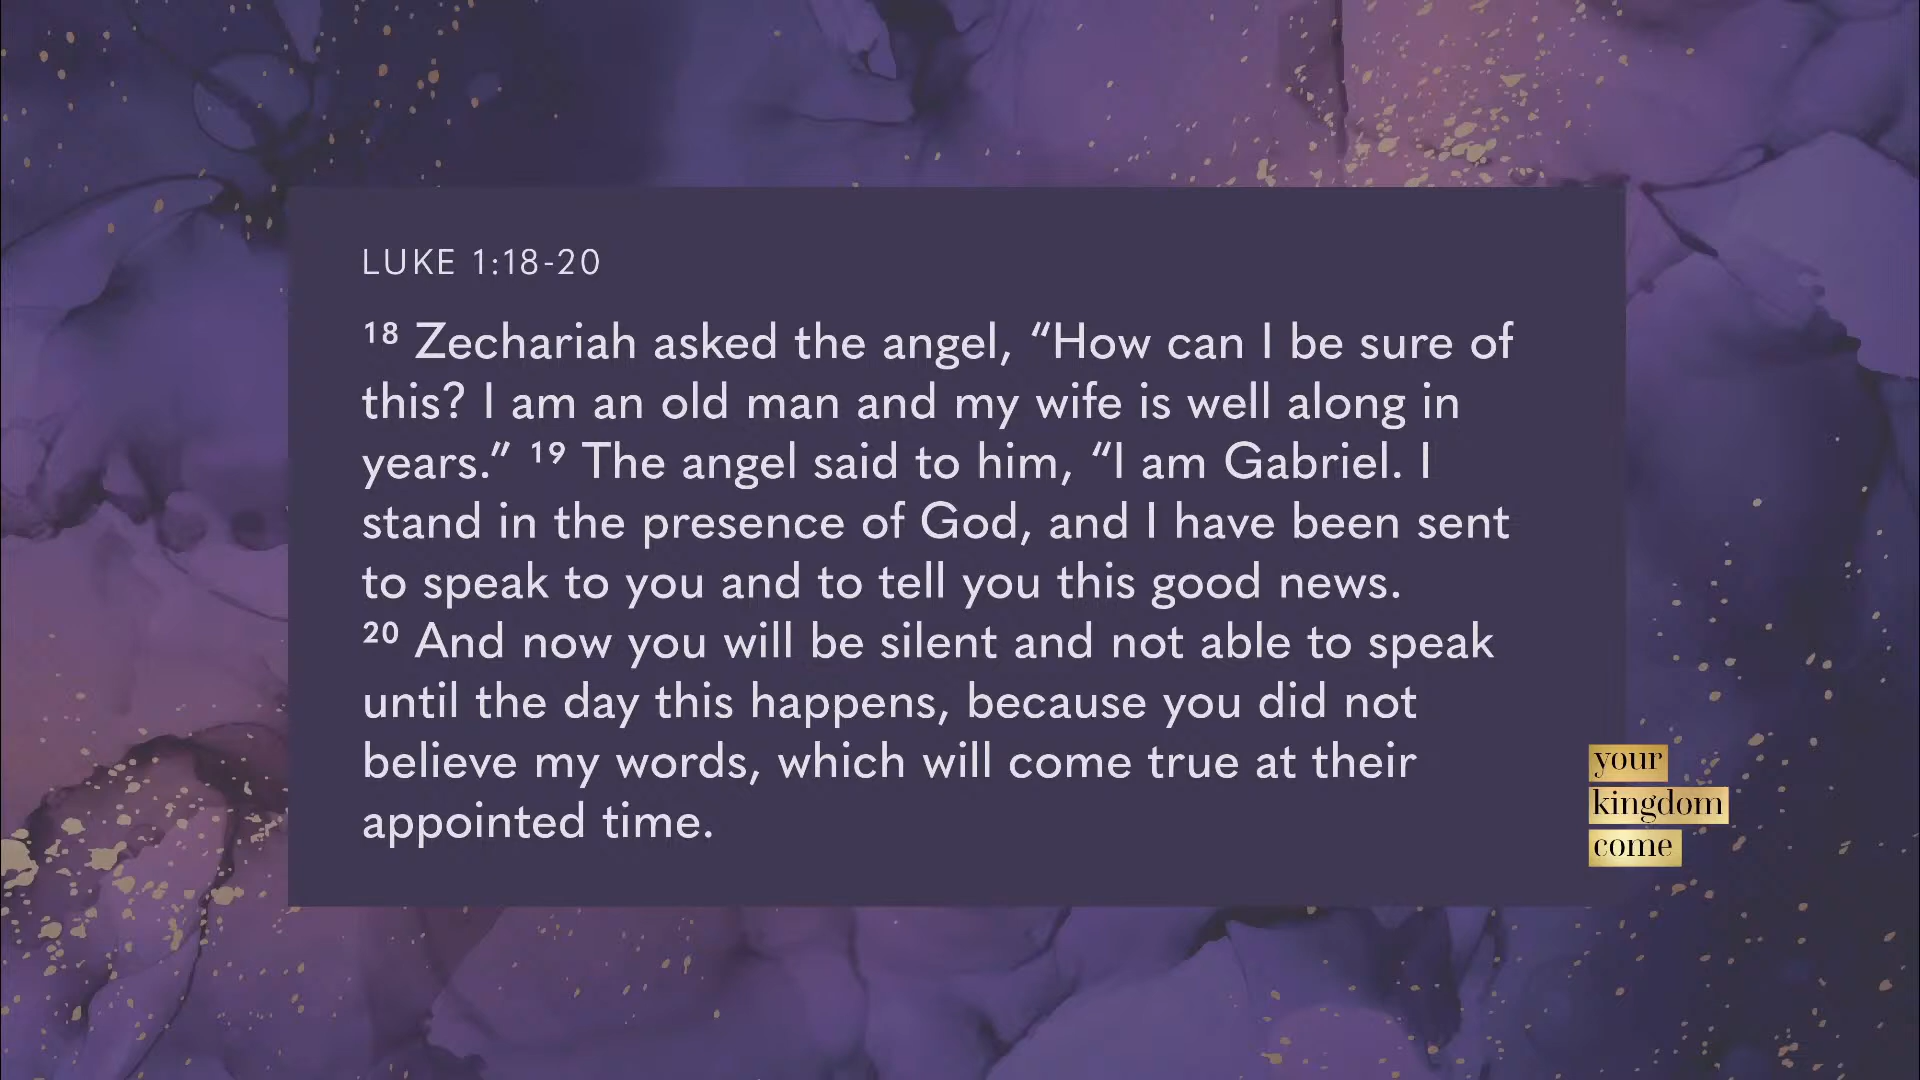 LUKE 1:18-20
18 Zechariah asked the angel, “How can I be sure of
this? I am an old man and my wife is well along in
years.” 19 The angel said to him, “I am Gabriel. I
stand in the presence of God, and I have been sent
to speak to you and to tell you this good news.
20 And now you will be silent and not able to speak
until the day this happens, because you did not
believe my words, which will come true at their
appointed time.
your
kingdom
come